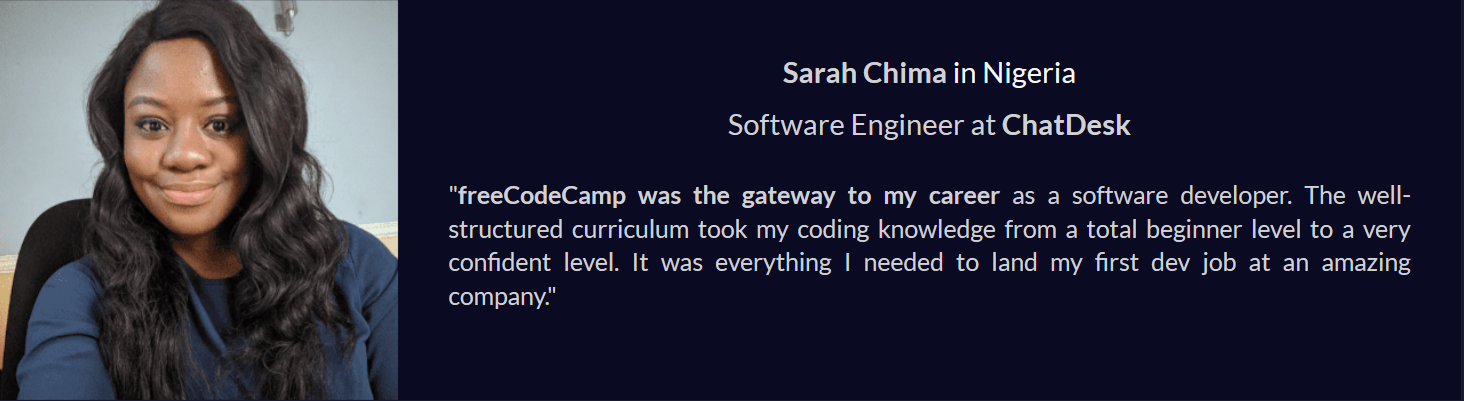 Sarah Chima in Nigeria
Software Engineer at ChatDesk
"freeCodeCamp was the gateway to my career as a software developer. The well-
structured curriculum took my coding knowledge from a total beginner level to a very
confident level. It was everything I needed to land my first dev job at an amazing
company."